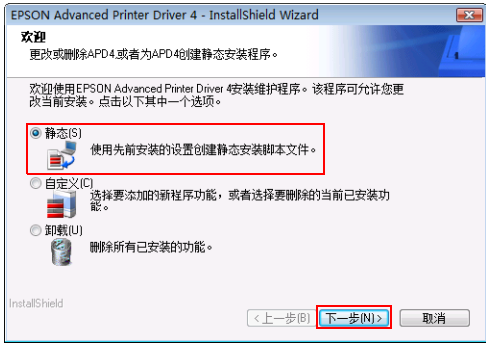 EPSON Advanced Printer Driver 4 - InstallShield Wizard
欢迎
更改或删除APD4,或者为APD4创建静态安装程序。
欢迎使用EPSON Advanced Printer Driver 4安装维护程序。该程序可允许您更
改当前安装。点击以下其中一个选项。
静态(S)
使用先前安装的设置创建静态安装脚本文件。
自定义(C)
选择要添加的新程序功能，或者选择要删除的当前已安装功
能。
卸载(U)
删除所有已安装的功能。
InstallShield
<上一步(B) 下一步(N)> 取消